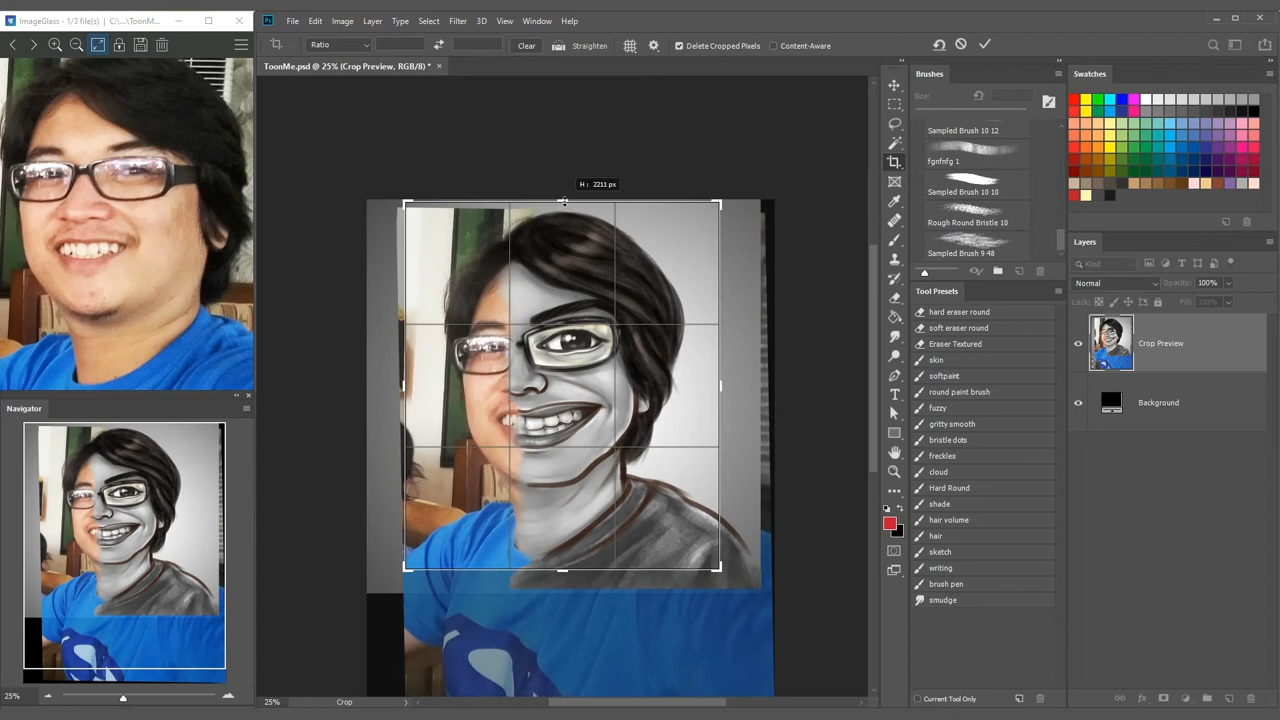 ImageGlass - 1/3 file(s) | C:\...\ToonM...
File Edit Image Layer Type Select Filter 3D View Window Help
Ratio Clear Straighten Delete Cropped Pixels Content-Aware
ToonMe.psd @ 25% (Crop Preview, RGB/8) *
H : 2211 px
Navigator
25%
25% Crop
Brushes
Size:
Sampled Brush 10 12
fgnfnfg 1
Sampled Brush 10 10
Rough Round Bristle 10
Sampled Brush 9 48
Tool Presets
hard eraser round
soft eraser round
Eraser Textured
skin
softpaint
round paint brush
fuzzy
gritty smooth
bristle dots
freckles
cloud
Hard Round
shade
hair volume
hair
sketch
writing
brush pen
smudge
Current Tool Only
Swatches
Layers
Kind
Normal Opacity: 100%
Lock: Fill: 100%
Crop Preview
Background